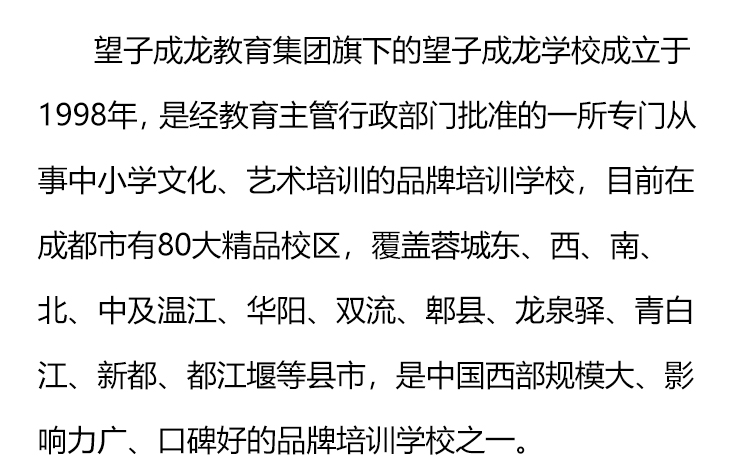 望子成龙教育集团旗下的望子成龙学校成立于
1998年，是经教育主管行政部门批准的一所专门从
事中小学文化、艺术培训的品牌培训学校，目前在
成都市有80大精品校区，覆盖蓉城东、西、南、
北、中及温江、华阳、双流、郫县、龙泉驿、青白
江、新都、都江堰等县市，是中国西部规模大、影
响力广、口碑好的品牌培训学校之一。